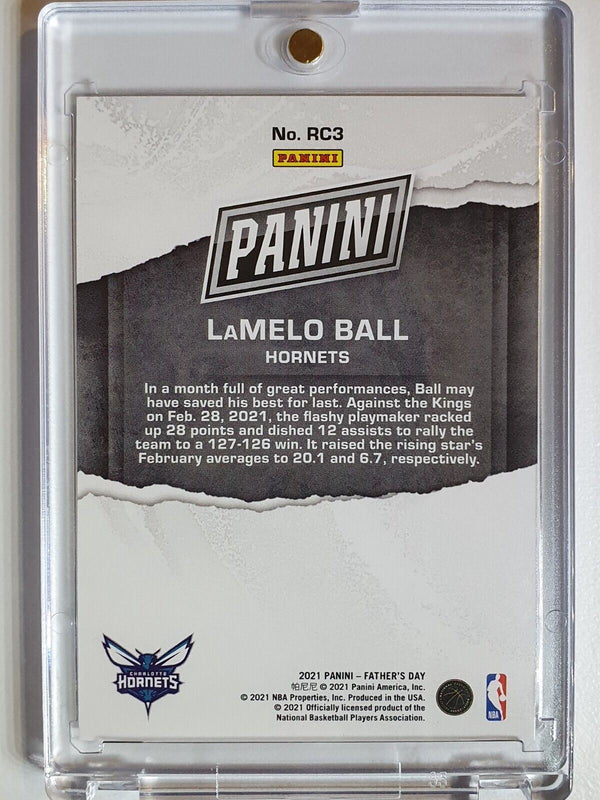 No. RC3
PANINI
PANINI
LaMELO BALL
HORNETS
In a month full of great performances, Ball may
have saved his best for last. Against the Kings
on Feb. 28, 2021, the flashy playmaker racked
up 28 points and dished 12 assists to rally the
team to a 127-126 win. It raised the rising star's
February averages to 20.1 and 6.7, respectively.
CHARLOTTE
HORNETS
2021 PANINI – FATHER'S DAY
帕尼尼 © 2021 Panini America, Inc.
© 2021 NBA Properties, Inc. Produced in the USA.
© 2021 Officially licensed product of the
National Basketball Players Association.
NBA